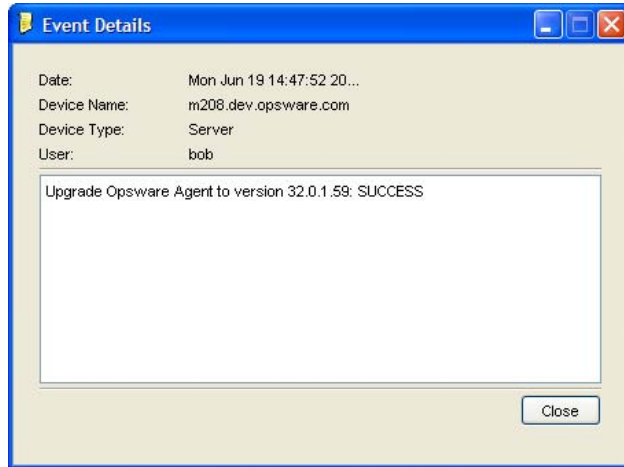 Event Details
Date: Mon Jun 19 14:47:52 20...
Device Name: m208.dev.opsware.com
Device Type: Server
User: bob
Upgrade Opsware Agent to version 32.0.1.59: SUCCESS
Close